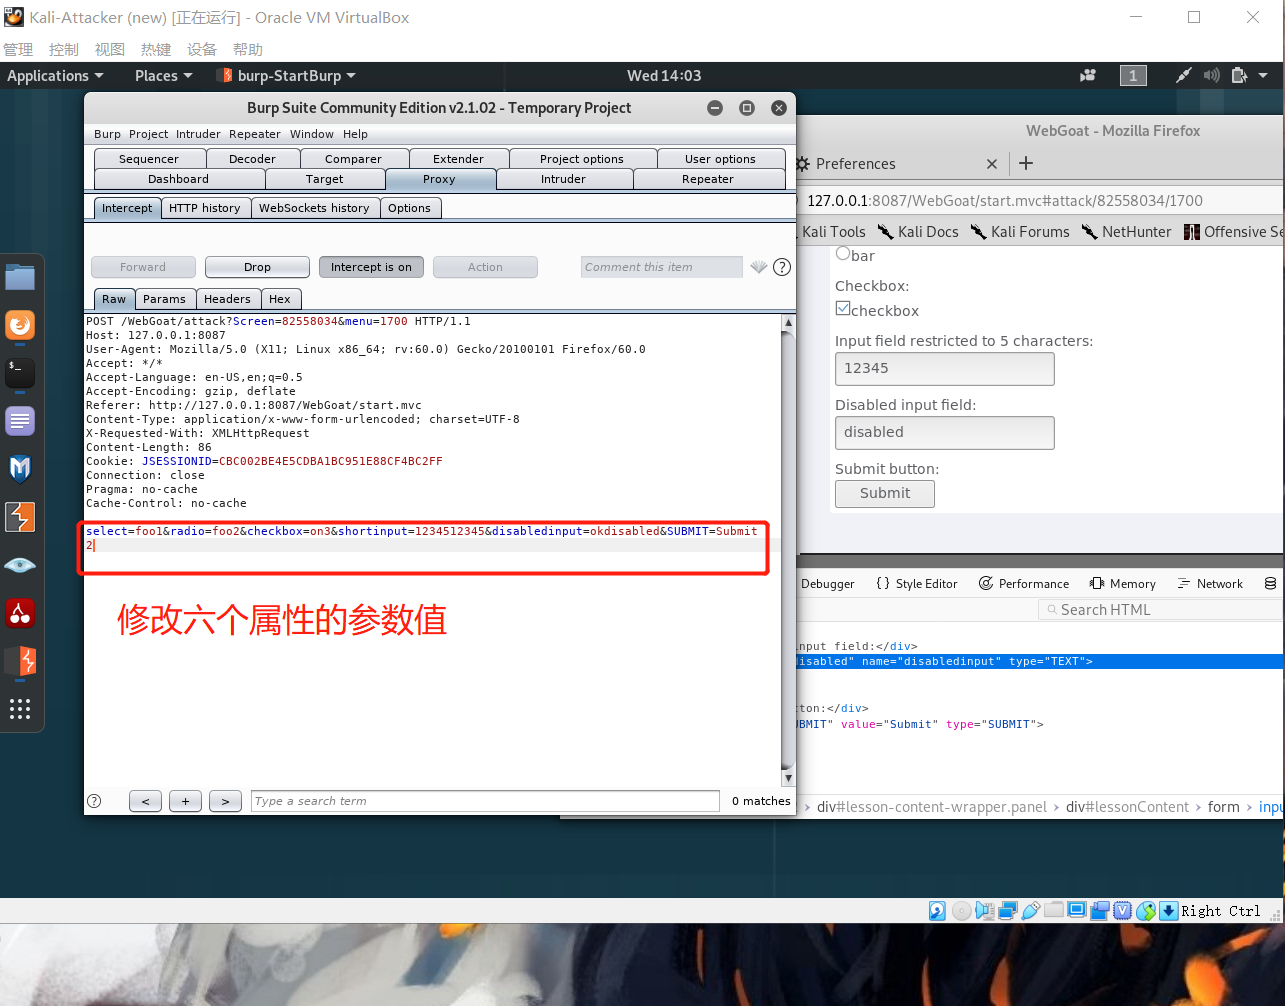 Kali-Attacker (new) [正在运行] - Oracle VM VirtualBox
管理 控制 视图 热键 设备 帮助
Applications Places burp-StartBurp Wed 14:03 1
Burp Suite Community Edition v2.1.02 - Temporary Project
Burp Project Intruder Repeater Window Help
Sequencer Decoder Comparer Extender Project options User options
Dashboard Target Proxy Intruder Repeater
Intercept HTTP history WebSockets history Options
Forward Drop Intercept is on Action Comment this item ?
Raw Params Headers Hex
POST /WebGoat/attack?Screen=82558034&menu=1700 HTTP/1.1
Host: 127.0.0.1:8087
User-Agent: Mozilla/5.0 (X11; Linux x86_64; rv:60.0) Gecko/20100101 Firefox/60.0
Accept: */*
Accept-Language: en-US,en;q=0.5
Accept-Encoding: gzip, deflate
Referer: http://127.0.0.1:8087/WebGoat/start.mvc
Content-Type: application/x-www-form-urlencoded; charset=UTF-8
X-Requested-With: XMLHttpRequest
Content-Length: 86
Cookie: JSESSIONID=CBC002BE4E5CDBA1BC951E88CF4BC2FF
Connection: close
Pragma: no-cache
Cache-Control: no-cache
select=foo1&radio=foo2&checkbox=on3&shortinput=1234512345&disabledinput=okdisabled&SUBMIT=Submit
2
修改六个属性的参数值
? < + > Type a search term 0 matches
WebGoat - Mozilla Firefox
Preferences
127.0.0.1:8087/WebGoat/start.mvc#attack/82558034/1700
Kali Tools Kali Docs Kali Forums NetHunter Offensive Se
bar
Checkbox:
checkbox
Input field restricted to 5 characters:
12345
Disabled input field:
disabled
Submit button:
Submit
Debugger {} Style Editor Performance Memory Network
Search HTML
nput field:</div>
disabled" name="disabledinput" type="TEXT">
ton:</div>
UBMIT" value="Submit" type="SUBMIT">
div#lesson-content-wrapper.panel div#lessonContent form inpu
Right Ctrl